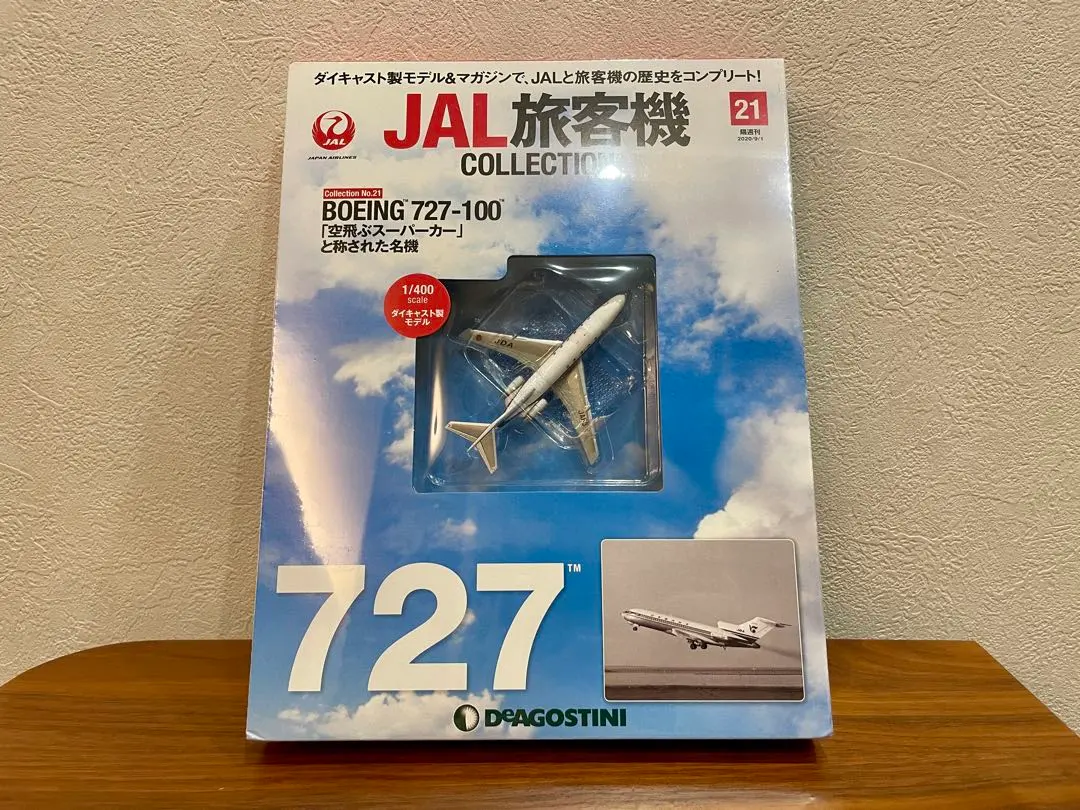 ダイキャスト製モデル&マガジンで、JALと旅客機の歴史をコンプリート!
JAL
JAPAN AIRLINES
JAL旅客機
COLLECTION
21
隔週刊
2020/9/1
Collection No.21
BOEING™ 727-100™
「空飛ぶスーパーカー」
と称された名機
1/400
scale
ダイキャスト製
モデル
JDA
727™
DeAGOSTINI